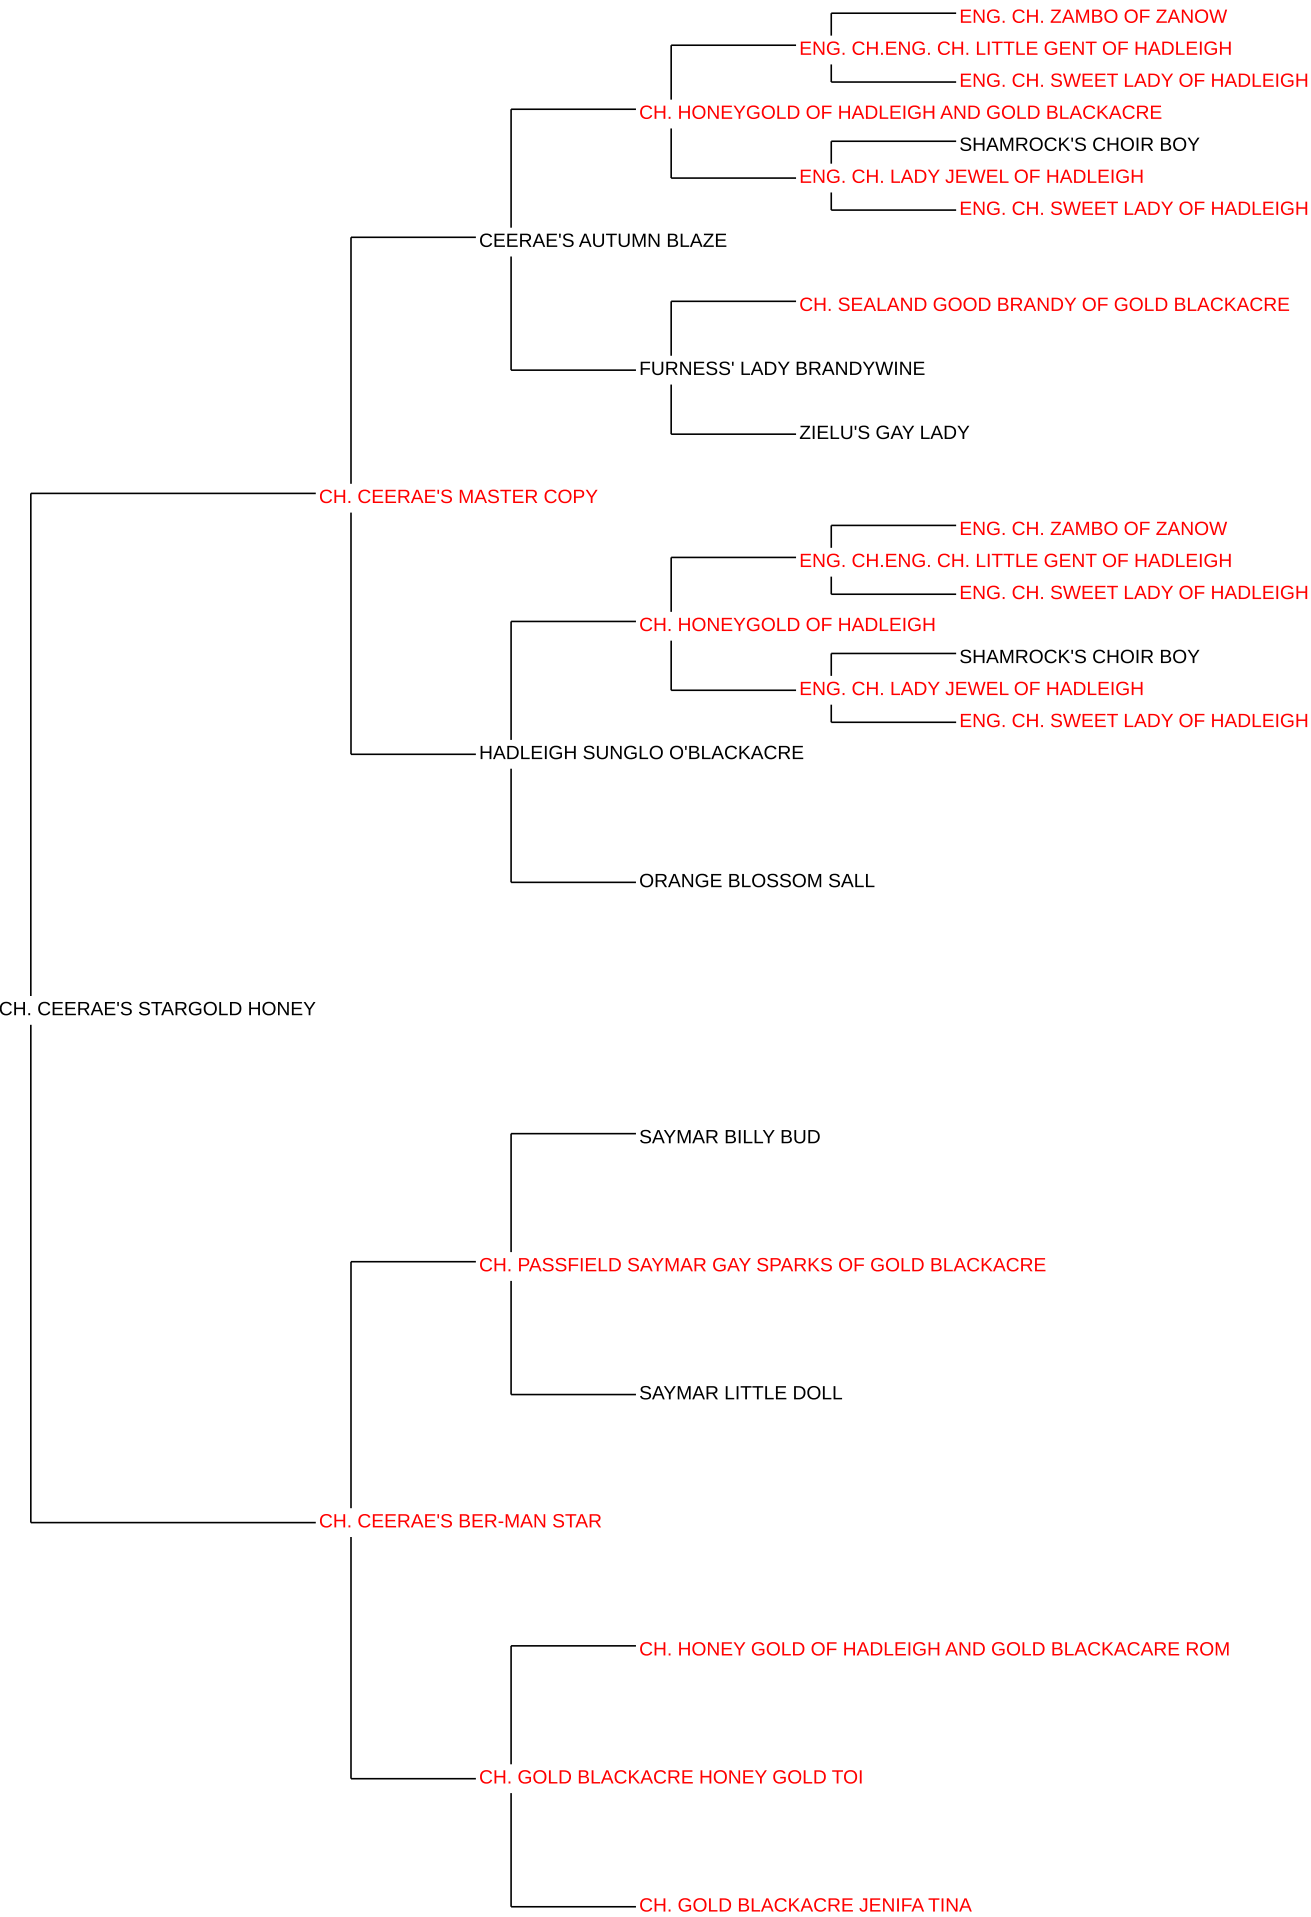 ENG. CH. ZAMBO OF ZANOW
ENG. CH.ENG. CH. LITTLE GENT OF HADLEIGH
ENG. CH. SWEET LADY OF HADLEIGH
CH. HONEYGOLD OF HADLEIGH AND GOLD BLACKACRE
SHAMROCK'S CHOIR BOY
ENG. CH. LADY JEWEL OF HADLEIGH
ENG. CH. SWEET LADY OF HADLEIGH
CEERAE'S AUTUMN BLAZE
CH. SEALAND GOOD BRANDY OF GOLD BLACKACRE
FURNESS' LADY BRANDYWINE
ZIELU'S GAY LADY
CH. CEERAE'S MASTER COPY
ENG. CH. ZAMBO OF ZANOW
ENG. CH.ENG. CH. LITTLE GENT OF HADLEIGH
ENG. CH. SWEET LADY OF HADLEIGH
CH. HONEYGOLD OF HADLEIGH
SHAMROCK'S CHOIR BOY
ENG. CH. LADY JEWEL OF HADLEIGH
ENG. CH. SWEET LADY OF HADLEIGH
HADLEIGH SUNGLO O'BLACKACRE
ORANGE BLOSSOM SALL
CH. CEERAE'S STARGOLD HONEY
SAYMAR BILLY BUD
CH. PASSFIELD SAYMAR GAY SPARKS OF GOLD BLACKACRE
SAYMAR LITTLE DOLL
CH. CEERAE'S BER-MAN STAR
CH. HONEY GOLD OF HADLEIGH AND GOLD BLACKACARE ROM
CH. GOLD BLACKACRE HONEY GOLD TOI
CH. GOLD BLACKACRE JENIFA TINA